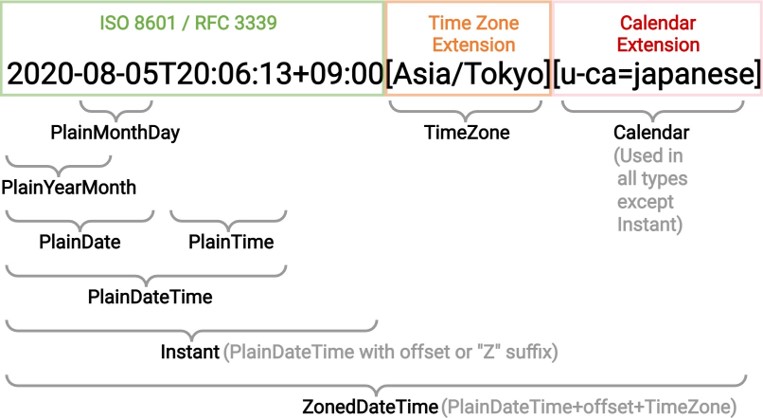 ISO 8601 / RFC 3339
Time Zone
Extension
Calendar
Extension
2020-08-05T20:06:13+09:00[Asia/Tokyo][u-ca=japanese]
PlainMonthDay
TimeZone
Calendar
(Used in
all types
except
Instant)
PlainYearMonth
PlainDate
PlainTime
PlainDateTime
Instant (PlainDateTime with offset or "Z" suffix)
ZonedDateTime (PlainDateTime+offset+TimeZone)